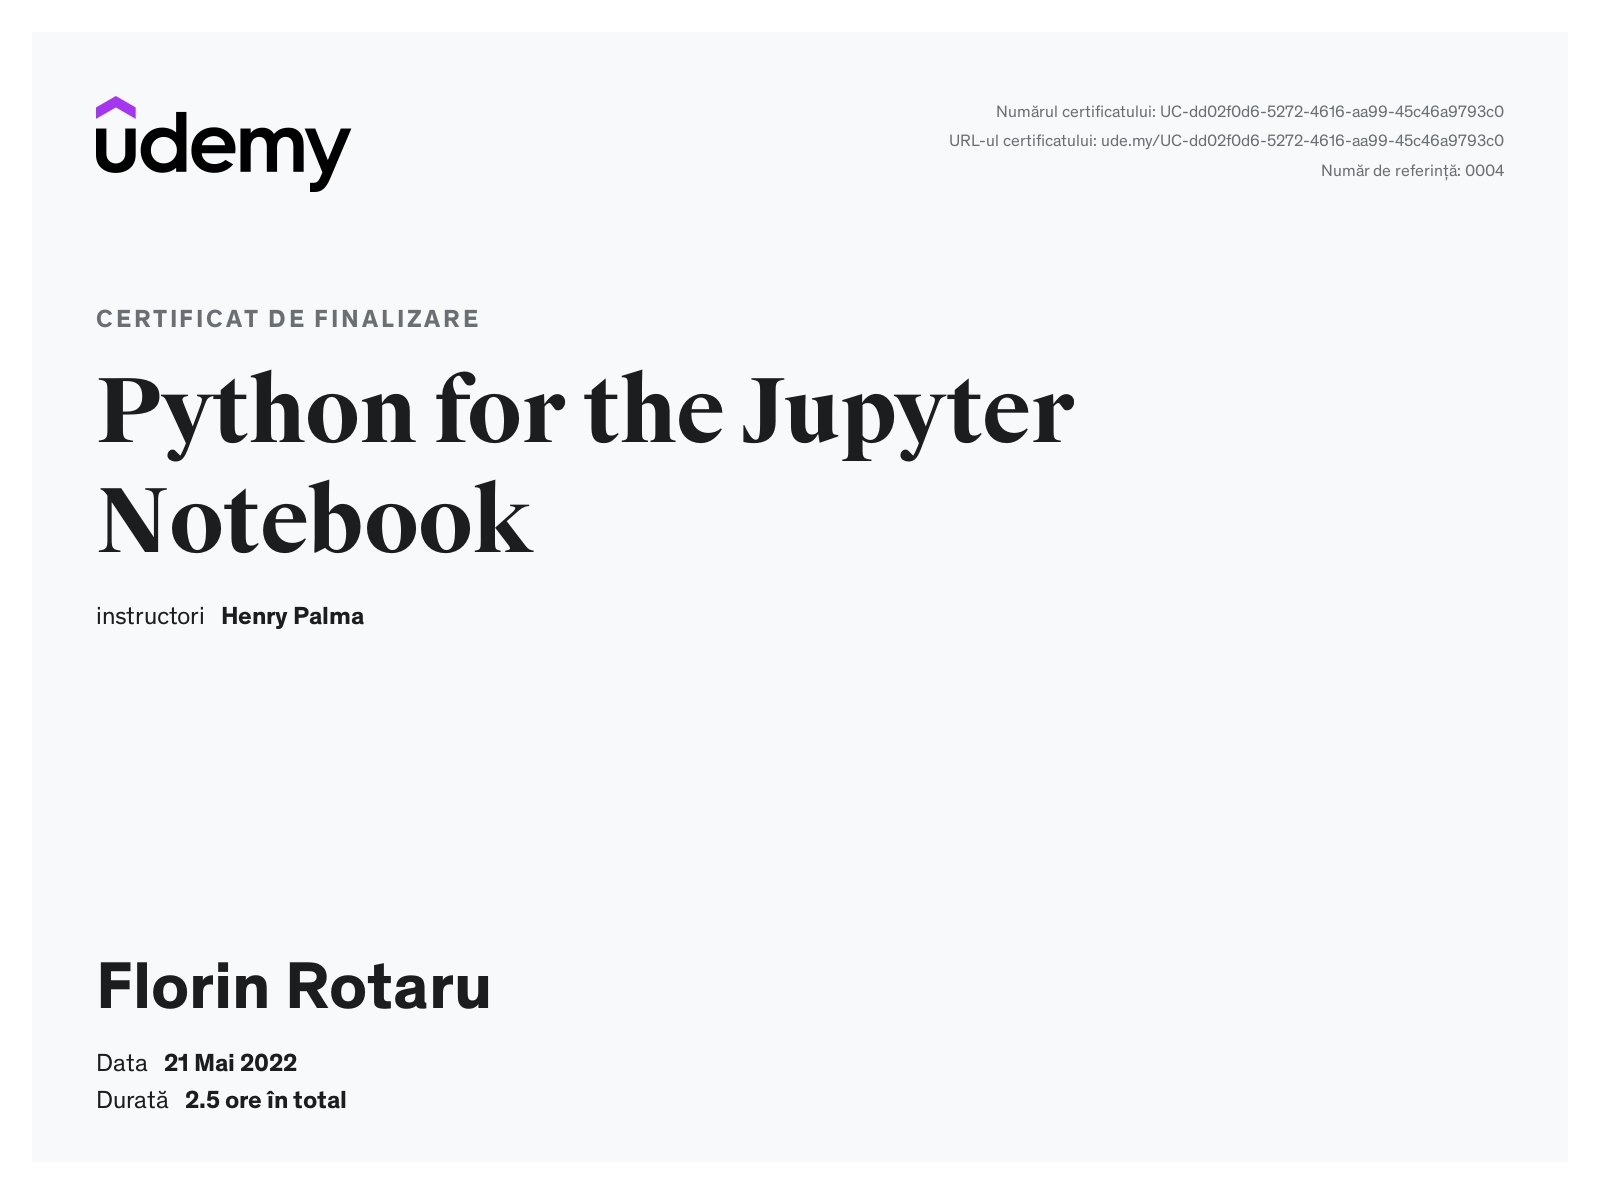 udemy
Numărul certificatului: UC-dd02f0d6-5272-4616-aa99-45c46a9793c0
URL-ul certificatului: ude.my/UC-dd02f0d6-5272-4616-aa99-45c46a9793c0
Număr de referință: 0004
CERTIFICAT DE FINALIZARE
Python for the Jupyter
Notebook
instructori Henry Palma
Florin Rotaru
Data 21 Mai 2022
Durată 2.5 ore în total